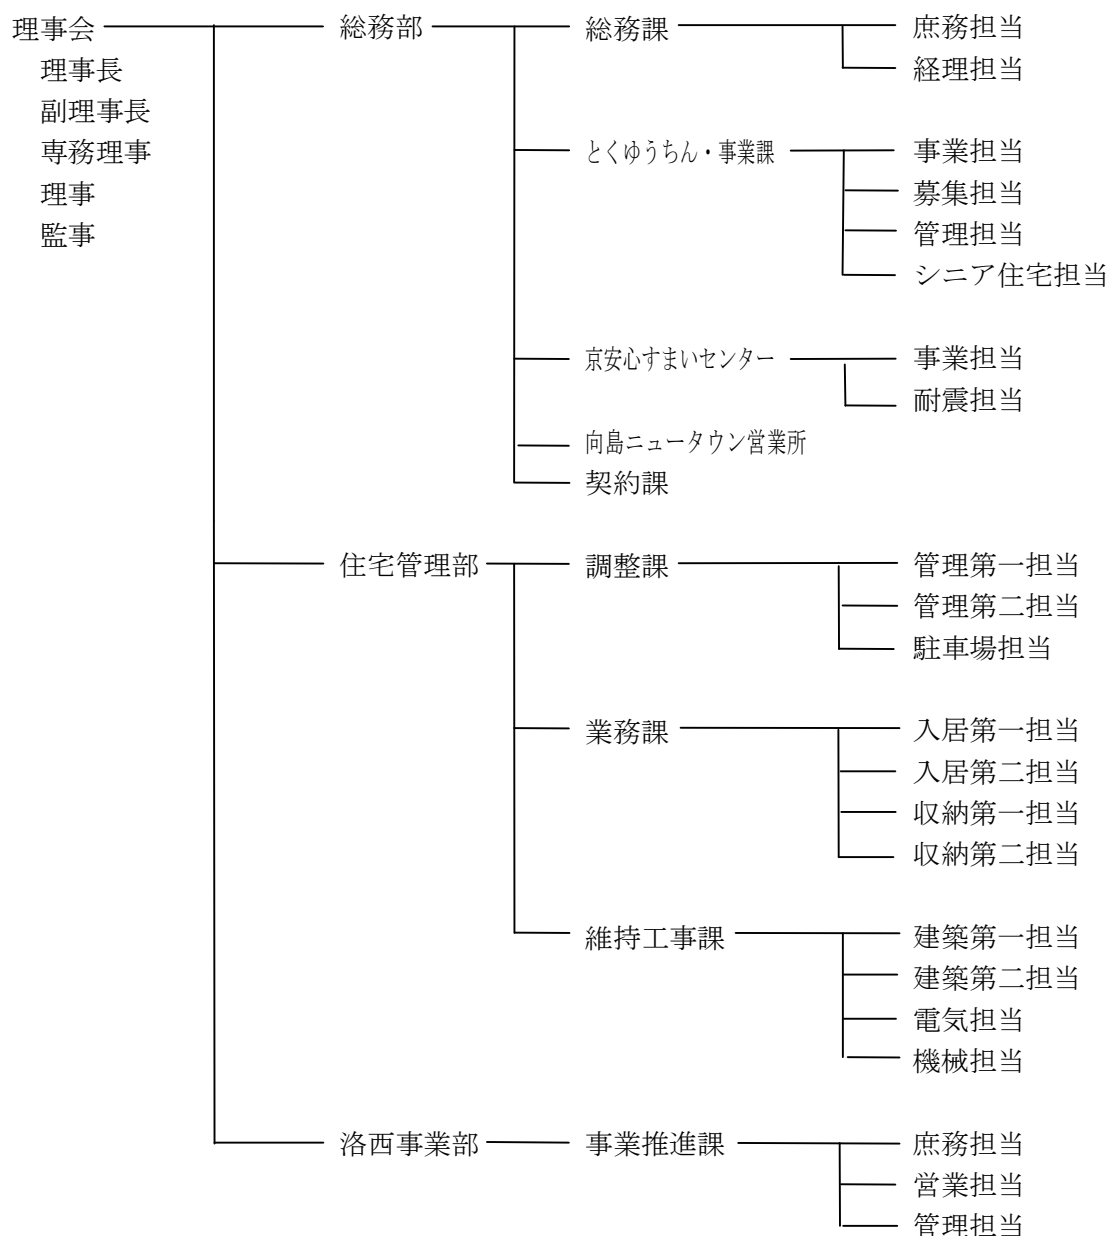 理事会 総務部 総務課 庶務担当
理事長 経理担当
副理事長
専務理事 とくゆうちん・事業課 事業担当
理事 募集担当
監事 管理担当
シニア住宅担当
京安心すまいセンター 事業担当
耐震担当
向島ニュータウン営業所
契約課
住宅管理部 調整課 管理第一担当
管理第二担当
駐車場担当
業務課 入居第一担当
入居第二担当
収納第一担当
収納第二担当
維持工事課 建築第一担当
建築第二担当
電気担当
機械担当
洛西事業部 事業推進課 庶務担当
営業担当
管理担当